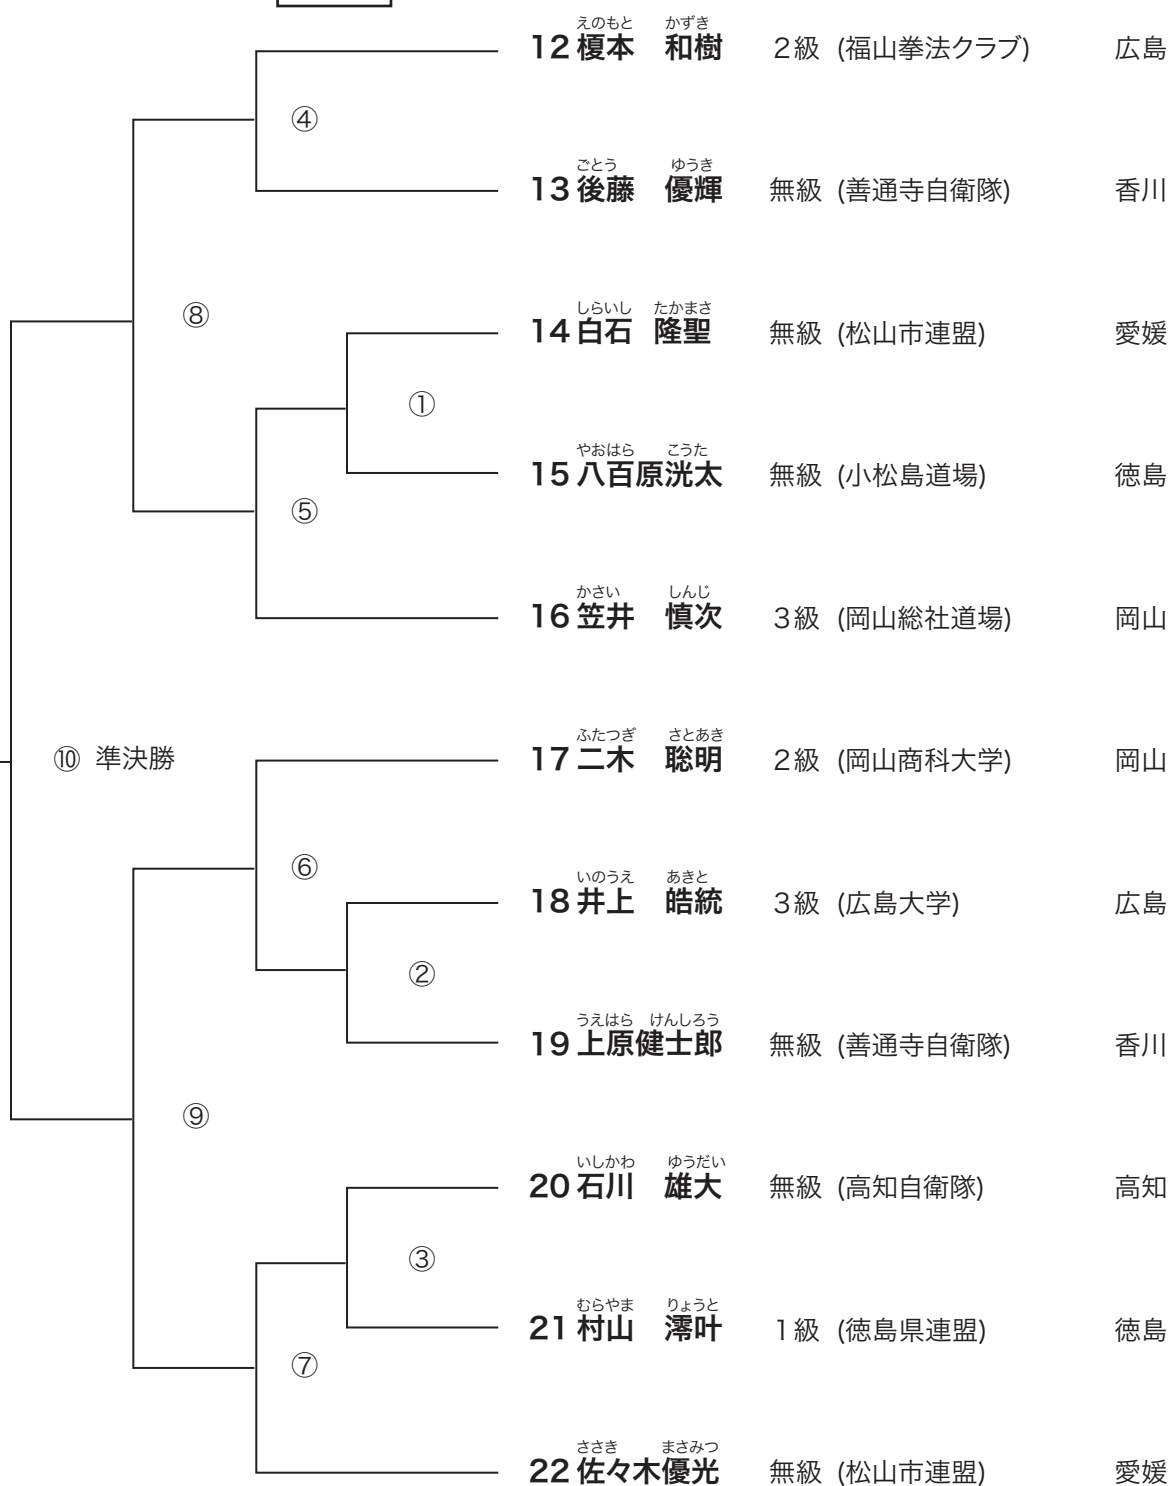 えのもと　かずき
12 榎本　和樹　2級 (福山拳法クラブ)　広島
④
ごとう　ゆうき
13 後藤　優輝　無級 (善通寺自衛隊)　香川
⑧
しらいし　たかまさ
14 白石　隆聖　無級 (松山市連盟)　愛媛
①
やおはら　こうた
15 八百原洸太　無級 (小松島道場)　徳島
⑤
かさい　しんじ
16 笠井　慎次　3級 (岡山総社道場)　岡山
⑩ 準決勝
ふたつぎ　さとあき
17 二木　聡明　2級 (岡山商科大学)　岡山
⑥
いのうえ　あきと
18 井上　皓統　3級 (広島大学)　広島
②
うえはら　けんしろう
19 上原健士郎　無級 (善通寺自衛隊)　香川
⑨
いしかわ　ゆうだい
20 石川　雄大　無級 (高知自衛隊)　高知
③
むらやま　りょうと
21 村山　澪叶　1級 (徳島県連盟)　徳島
⑦
ささき　まさみつ
22 佐々木優光　無級 (松山市連盟)　愛媛